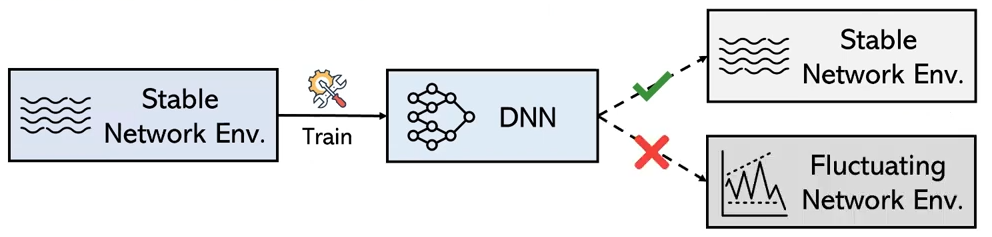 Stable
Network Env.
Train
DNN
Stable
Network Env.
Fluctuating
Network Env.